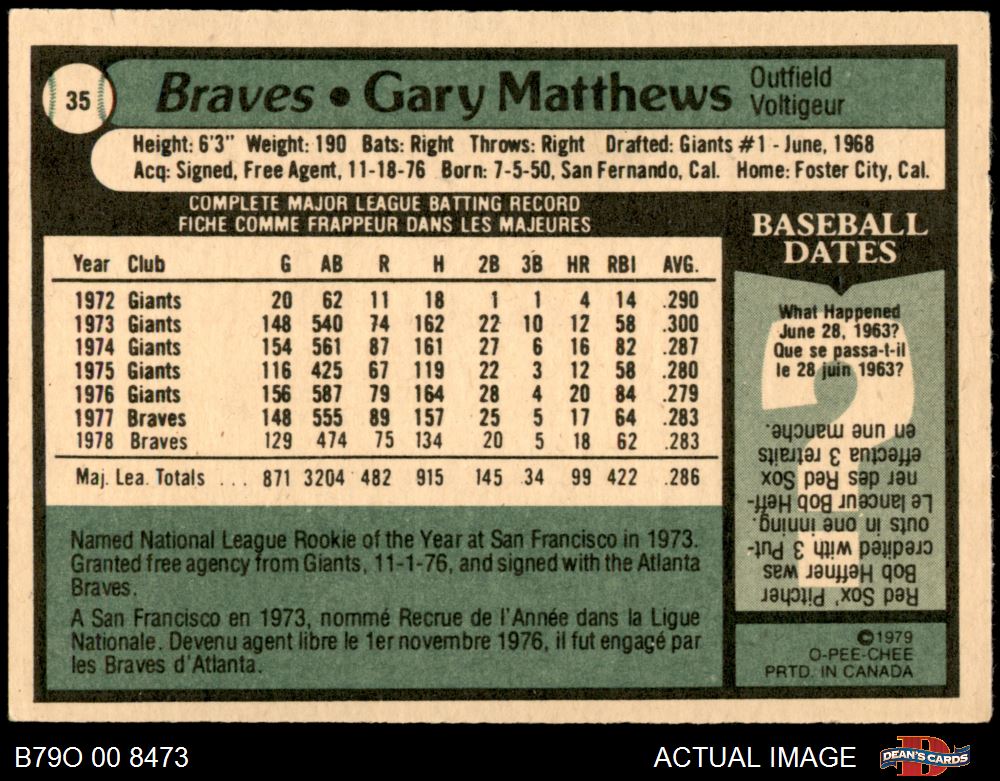 35
Braves • Gary Matthews
Outfield
Voltigeur
Height: 6'3" Weight: 190 Bats: Right Throws: Right Drafted: Giants #1 - June, 1968
Acq: Signed, Free Agent, 11-18-76 Born: 7-5-50, San Fernando, Cal. Home: Foster City, Cal.
COMPLETE MAJOR LEAGUE BATTING RECORD
FICHE COMME FRAPPEUR DANS LES MAJEURES
Year Club G AB R H 2B 3B HR RBI AVG.
1972 Giants 20 62 11 18 1 1 4 14 .290
1973 Giants 148 540 74 162 22 10 12 58 .300
1974 Giants 154 561 87 161 27 6 16 82 .287
1975 Giants 116 425 67 119 22 3 12 58 .280
1976 Giants 156 587 79 164 28 4 20 84 .279
1977 Braves 148 555 89 157 25 5 17 64 .283
1978 Braves 129 474 75 134 20 5 18 62 .283
Maj. Lea. Totals ... 871 3204 482 915 145 34 99 422 .286
Named National League Rookie of the Year at San Francisco in 1973.
Granted free agency from Giants, 11-1-76, and signed with the Atlanta
Braves.
A San Francisco en 1973, nommé Recrue de l'Année dans la Ligue
Nationale. Devenu agent libre le 1er novembre 1976, il fut engagé par
les Braves d'Atlanta.
BASEBALL
DATES
What Happened
June 28, 1963?
Que se passa-t-il
le 28 juin 1963?
Red Sox' Pitcher
Bob Heffner was
credited with 3 Put-
outs in one inning.
Le lanceur Bob Heff-
ner des Red Sox
effectua 3 retraits
en une manche.
©1979
O-PEE-CHEE
PRTD. IN CANADA
B79O 00 8473
ACTUAL IMAGE
DEAN'S CARDS